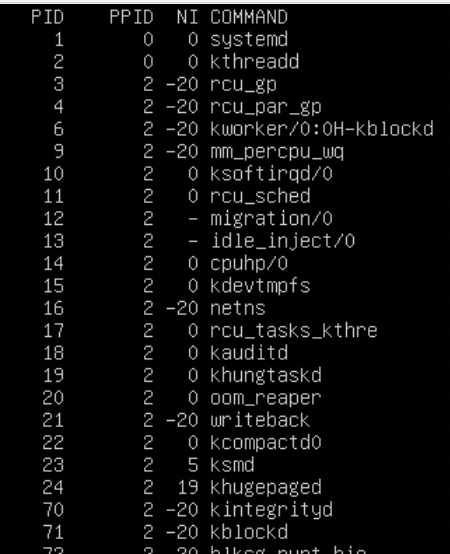 PID PPID NI COMMAND
1 0 0 systemd
2 0 0 kthreadd
3 2 -20 rcu_gp
4 2 -20 rcu_par_gp
6 2 -20 kworker/0:0H-kblockd
9 2 -20 mm_percpu_wq
10 2 0 ksoftirqd/0
11 2 0 rcu_sched
12 2 - migration/0
13 2 - idle_inject/0
14 2 0 cpuhp/0
15 2 0 kdevtmpfs
16 2 -20 netns
17 2 0 rcu_tasks_kthre
18 2 0 kauditd
19 2 0 khungtaskd
20 2 0 oom_reaper
21 2 -20 writeback
22 2 0 kcompactd0
23 2 5 ksmd
24 2 19 khugepaged
70 2 -20 kintegrityd
71 2 -20 kblockd
72 2 -20 blkcg_punt_bio